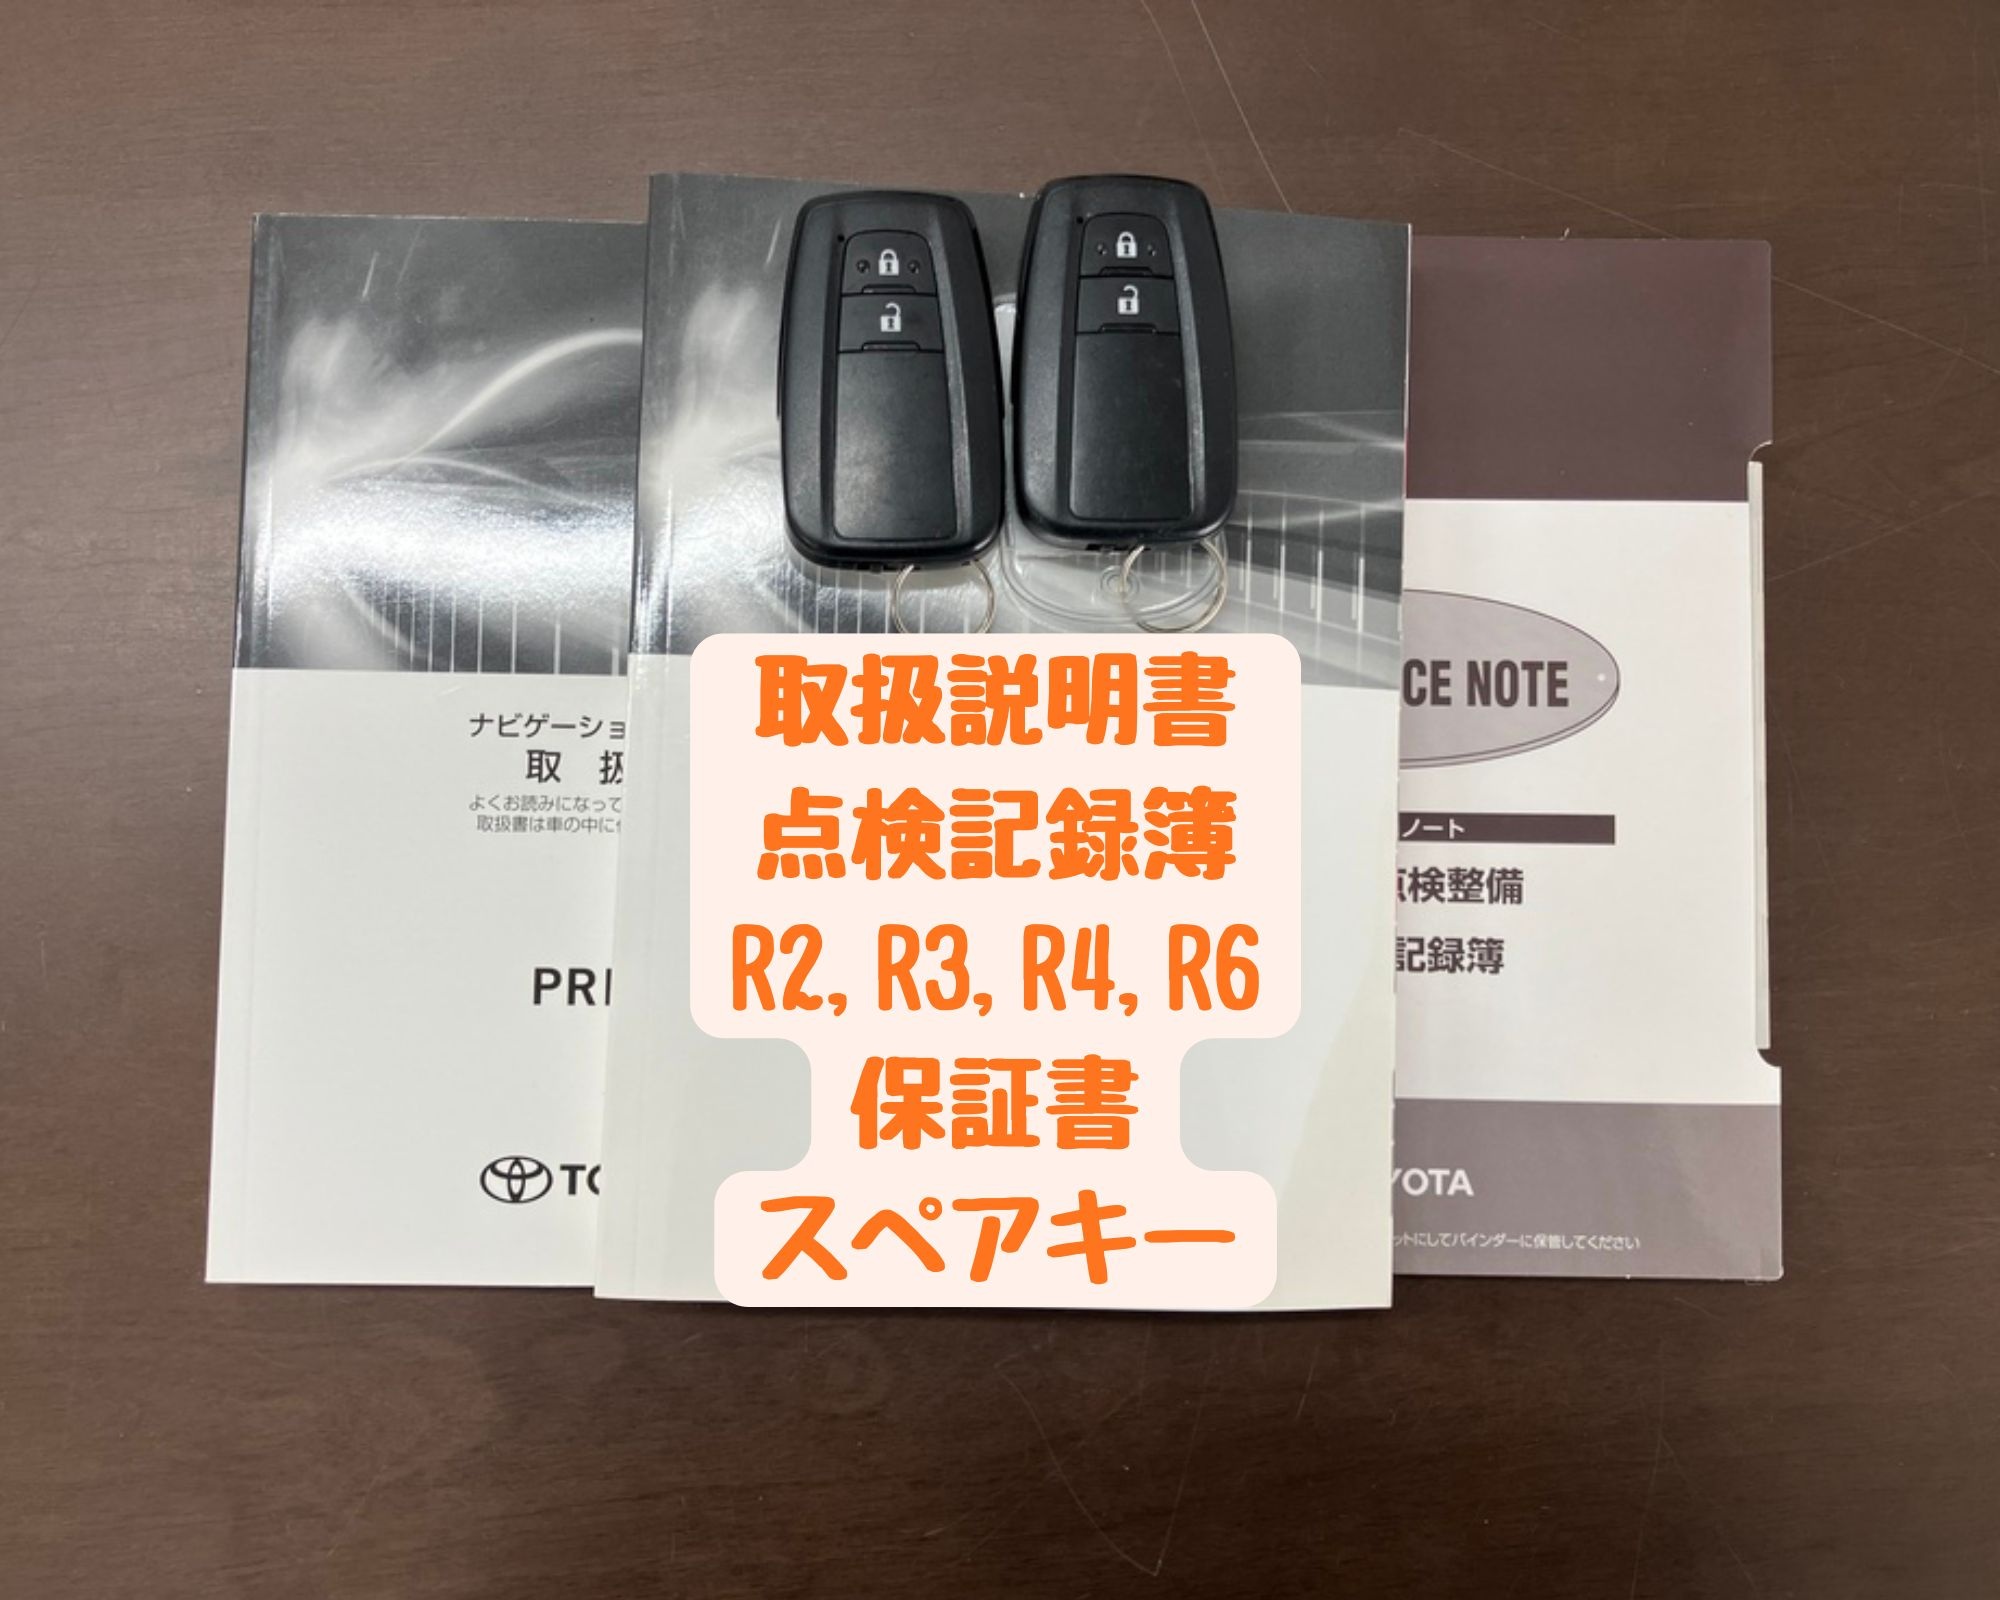 ナビゲーショ
取 扱
よくお読みになって
取扱書は車の中に
PRI
TO
取扱説明書
点検記録簿
R2, R3, R4, R6
保証書
スペアキー
CE NOTE
ノート
点検整備
記録簿
YOTA
ットにしてバインダーに保管してください